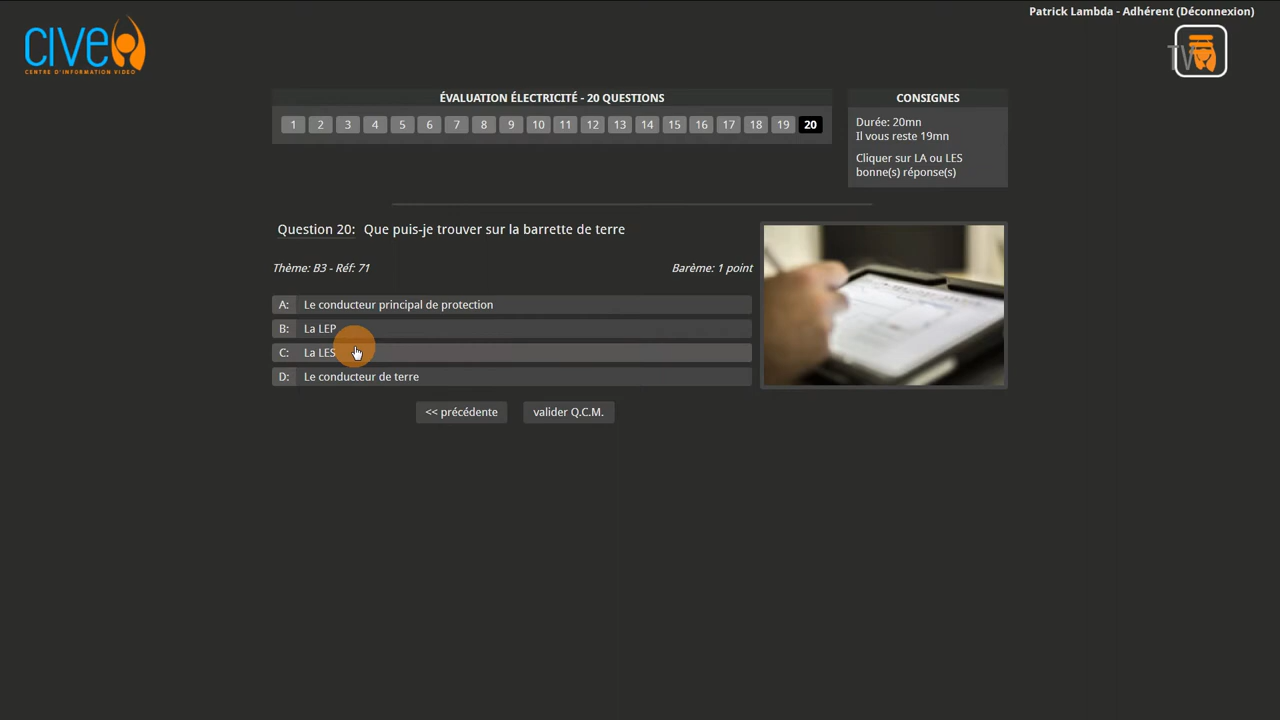 Patrick Lambda - Adhérent (Déconnexion)
CIVE
CENTRE D'INFORMATION VIDEO
TV
ÉVALUATION ÉLECTRICITÉ - 20 QUESTIONS
1 2 3 4 5 6 7 8 9 10 11 12 13 14 15 16 17 18 19 20
CONSIGNES
Durée: 20mn
Il vous reste 19mn
Cliquer sur LA ou LES
bonne(s) réponse(s)
Question 20: Que puis-je trouver sur la barrette de terre
Thème: B3 - Réf: 71
Barème: 1 point
A: Le conducteur principal de protection
B: La LEP
C: La LES
D: Le conducteur de terre
<< précédente
valider Q.C.M.